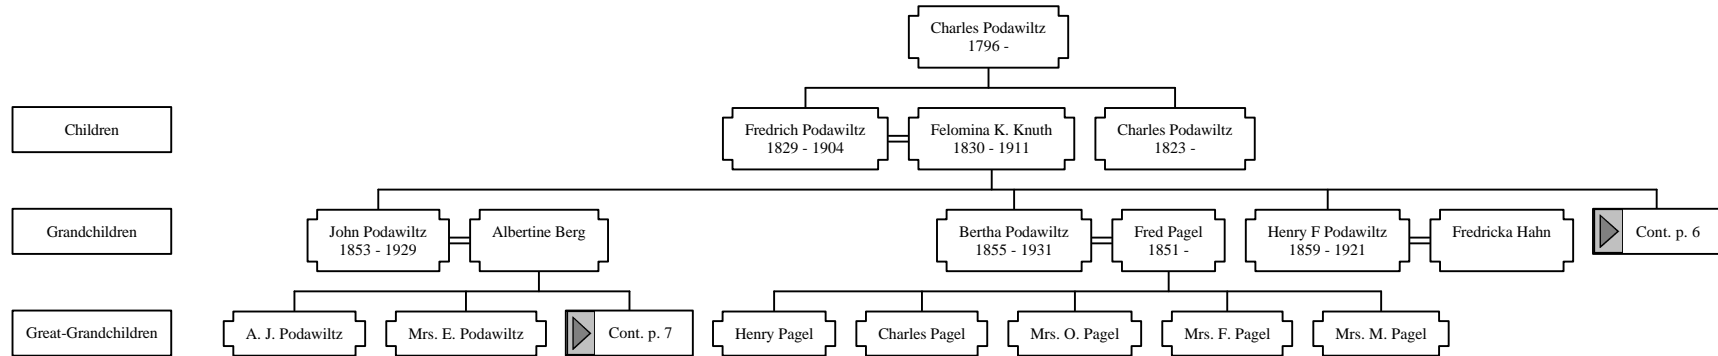 Charles Podawiltz
1796 -
Children
Fredrich Podawiltz
1829 - 1904
Felomina K. Knuth
1830 - 1911
Charles Podawiltz
1823 -
Grandchildren
John Podawiltz
1853 - 1929
Albertine Berg
Bertha Podawiltz
1855 - 1931
Fred Pagel
1851 -
Henry F Podawiltz
1859 - 1921
Fredricka Hahn
Cont. p. 6
Great-Grandchildren
A. J. Podawiltz
Mrs. E. Podawiltz
Cont. p. 7
Henry Pagel
Charles Pagel
Mrs. O. Pagel
Mrs. F. Pagel
Mrs. M. Pagel